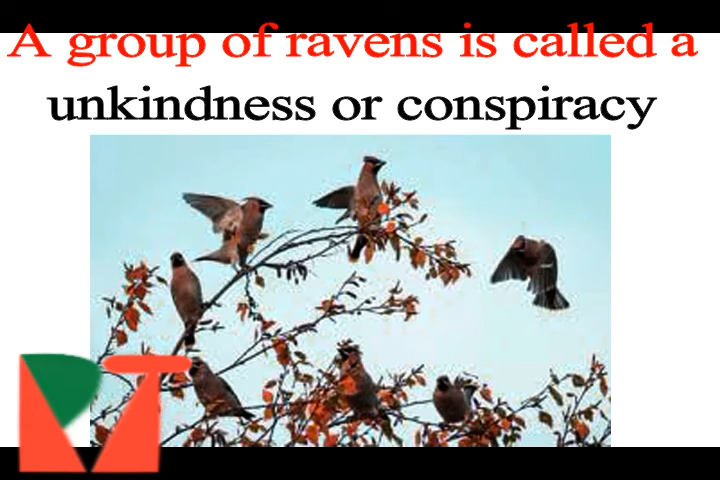 A group of ravens is called a
unkindness or conspiracy